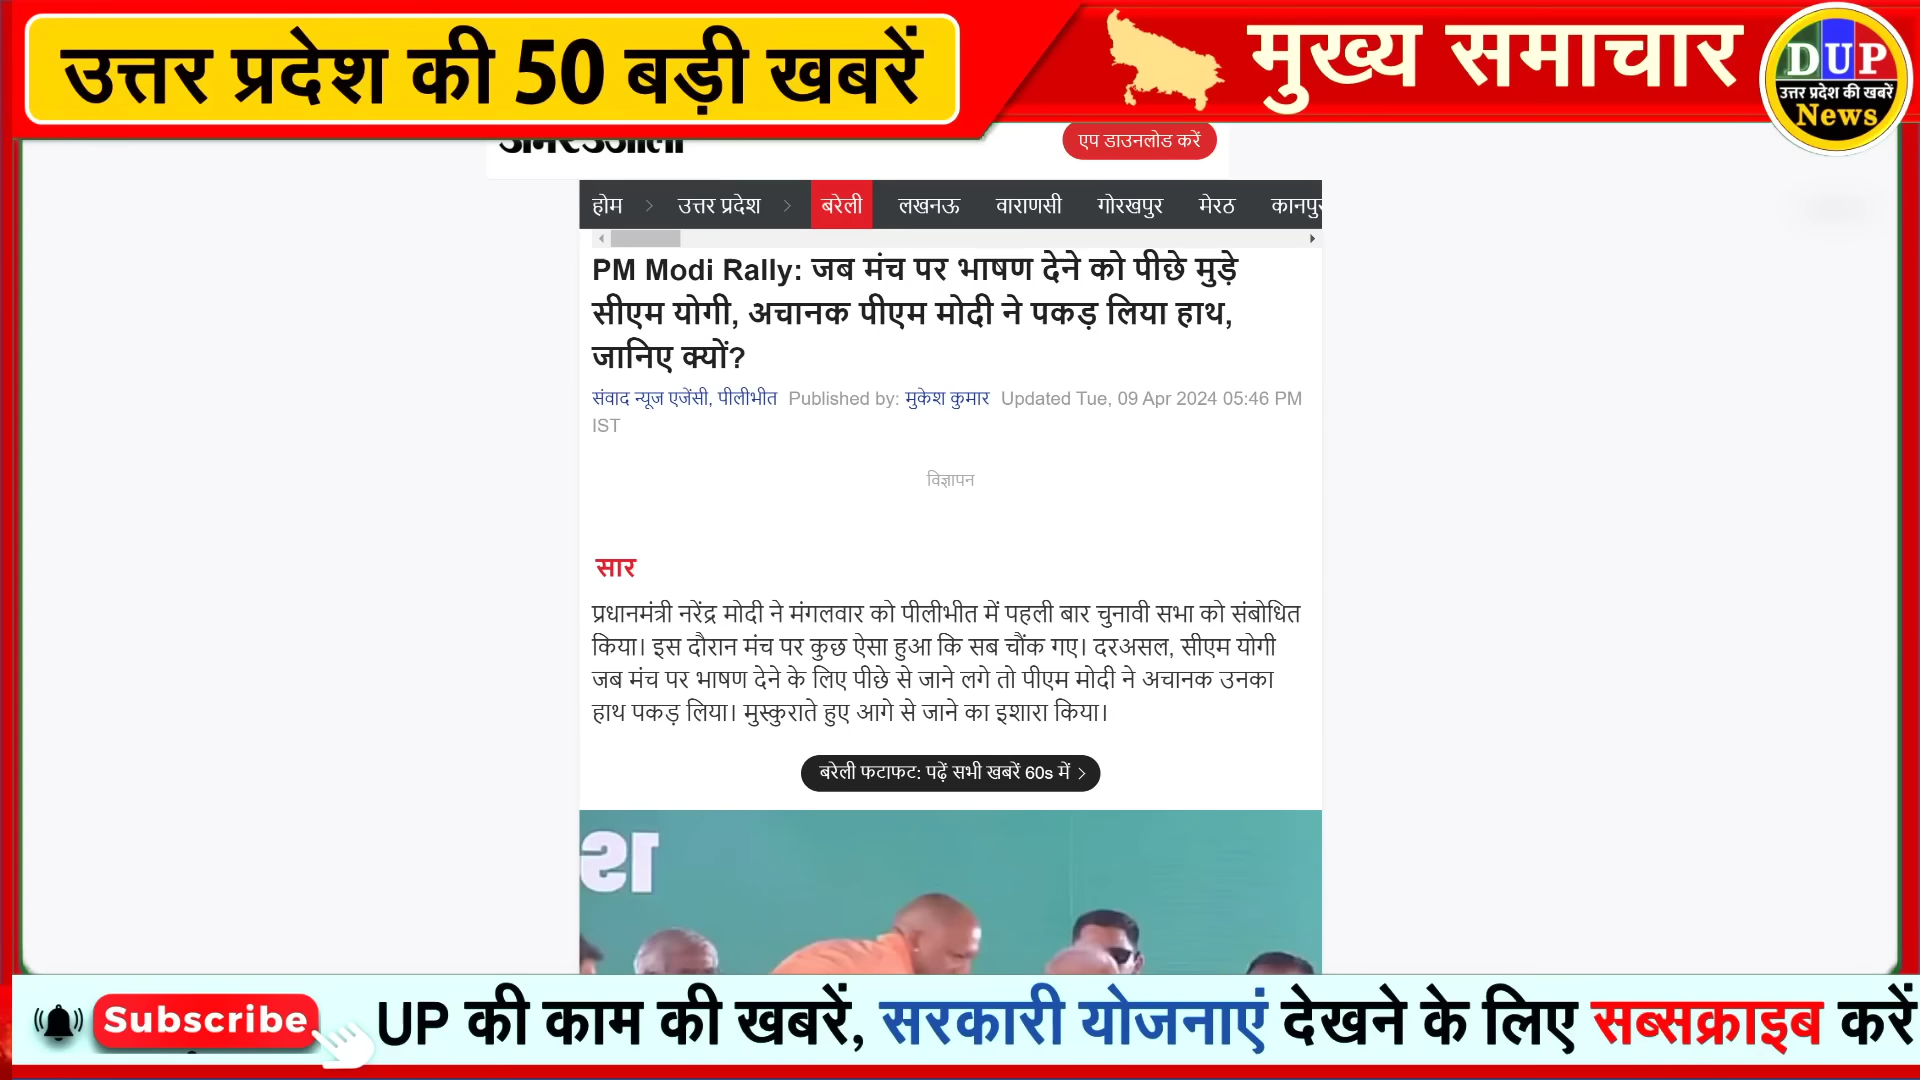 उत्तर प्रदेश की 50 बड़ी खबरें
मुख्य समाचार
DUP
उत्तर प्रदेश की खबरें
News
अमर उजाला
एप डाउनलोड करें
होम उत्तर प्रदेश बरेली लखनऊ वाराणसी गोरखपुर मेरठ कानपुर
PM Modi Rally: जब मंच पर भाषण देने को पीछे मुड़े
सीएम योगी, अचानक पीएम मोदी ने पकड़ लिया हाथ,
जानिए क्यों?
संवाद न्यूज एजेंसी, पीलीभीत Published by: मुकेश कुमार Updated Tue, 09 Apr 2024 05:46 PM
IST
विज्ञापन
सार
प्रधानमंत्री नरेंद्र मोदी ने मंगलवार को पीलीभीत में पहली बार चुनावी सभा को संबोधित
किया। इस दौरान मंच पर कुछ ऐसा हुआ कि सब चौंक गए। दरअसल, सीएम योगी
जब मंच पर भाषण देने के लिए पीछे से जाने लगे तो पीएम मोदी ने अचानक उनका
हाथ पकड़ लिया। मुस्कुराते हुए आगे से जाने का इशारा किया।
बरेली फटाफट: पढ़ें सभी खबरें 60s में >
Subscribe
UP की काम की खबरें, सरकारी योजनाएं देखने के लिए सब्सक्राइब करें